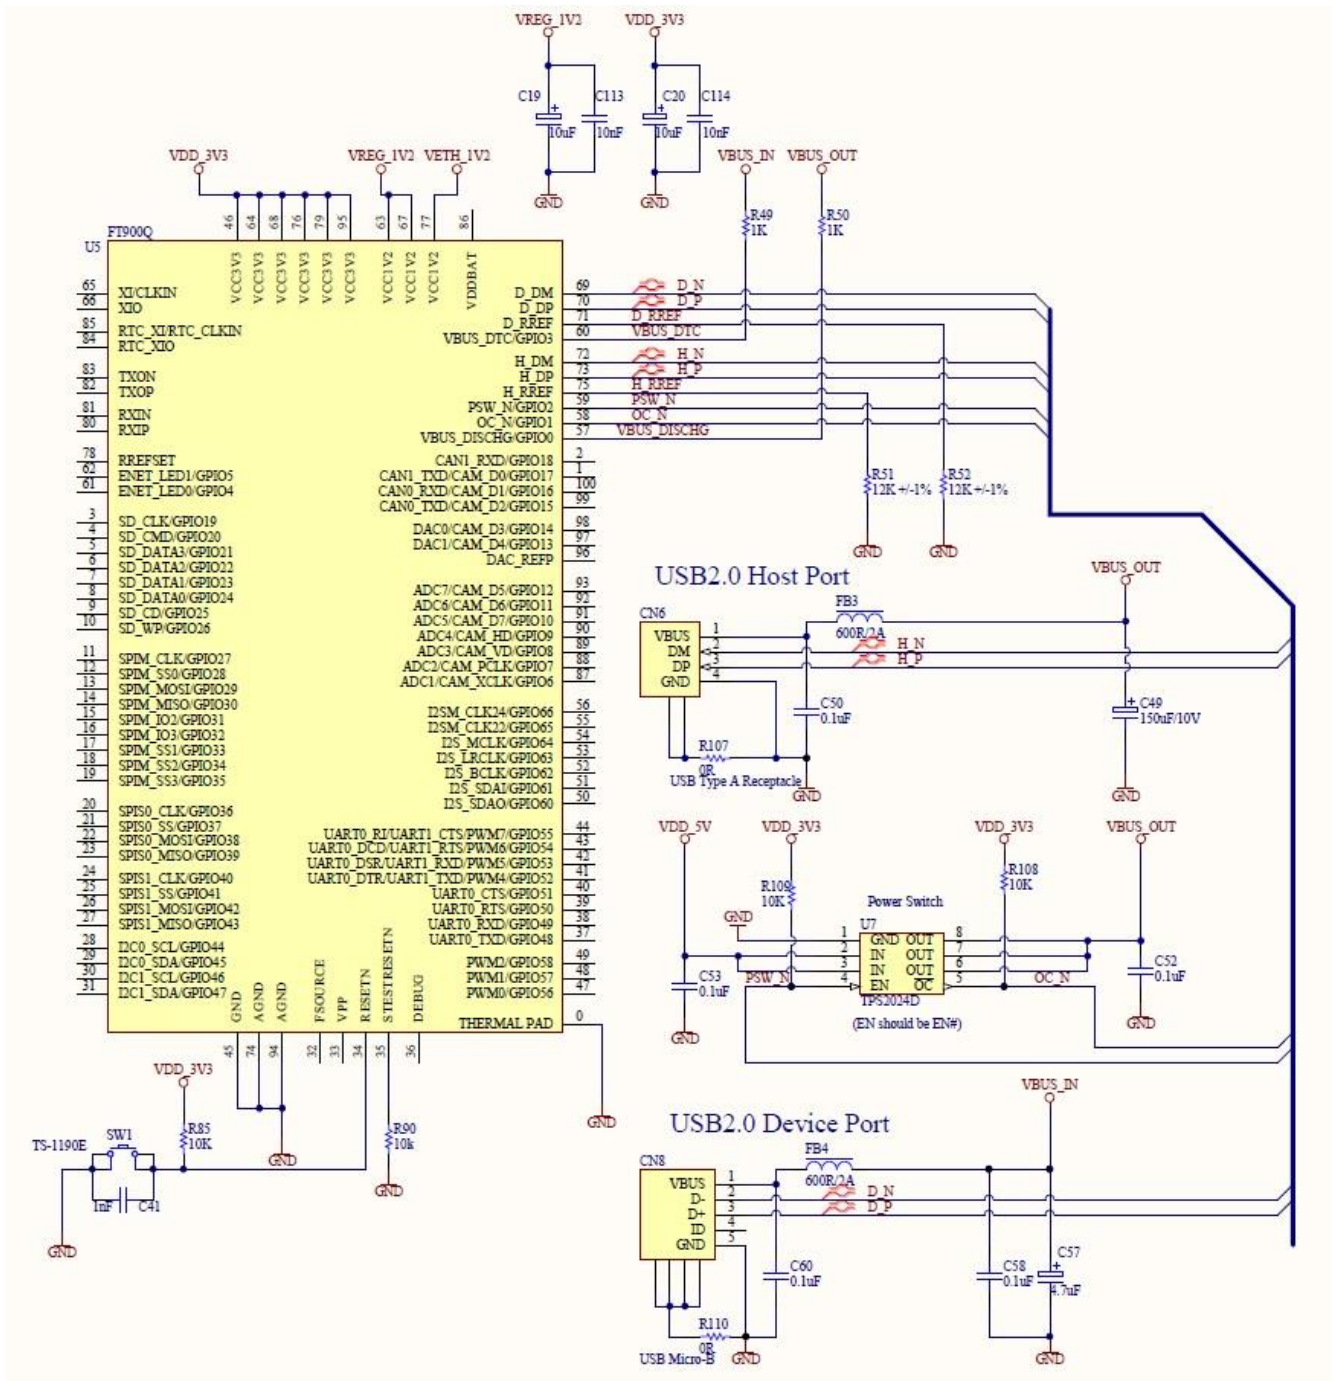 VREG_1V2 VDD_3V3
C19 C113 C20 C114
10uF 10nF 10uF 10nF
GND GND
VDD_3V3 VREG_1V2 VETH_1V2 VBUS_IN VBUS_OUT
R49 1K R50 1K
46 64 68 76 79 95 63 67 77 86
FT900Q
U5
VCC3V3 VCC3V3 VCC3V3 VCC3V3 VCC3V3 VCC3V3 VCC1V2 VCC1V2 VCC1V2 VDDBAT
65 XI/CLKIN
66 XIO
85 RTC_XI/RTC_CLKIN
84 RTC_XIO
83 TXON
82 TXOP
81 RXIN
80 RXIP
78 RREFSET
62 ENET_LED1/GPIO5
61 ENET_LED0/GPIO4
3 SD_CLK/GPIO19
4 SD_CMD/GPIO20
5 SD_DATA3/GPIO21
6 SD_DATA2/GPIO22
7 SD_DATA1/GPIO23
8 SD_DATA0/GPIO24
9 SD_CD/GPIO25
10 SD_WP/GPIO26
11 SPIM_CLK/GPIO27
12 SPIM_SS0/GPIO28
13 SPIM_MOSI/GPIO29
14 SPIM_MISO/GPIO30
15 SPIM_IO2/GPIO31
16 SPIM_IO3/GPIO32
17 SPIM_SS1/GPIO33
18 SPIM_SS2/GPIO34
19 SPIM_SS3/GPIO35
20 SPIS0_CLK/GPIO36
21 SPIS0_SS/GPIO37
22 SPIS0_MOSI/GPIO38
23 SPIS0_MISO/GPIO39
24 SPIS1_CLK/GPIO40
25 SPIS1_SS/GPIO41
26 SPIS1_MOSI/GPIO42
27 SPIS1_MISO/GPIO43
28 I2C0_SCL/GPIO44
29 I2C0_SDA/GPIO45
30 I2C1_SCL/GPIO46
31 I2C1_SDA/GPIO47
D_DM 69 D_N
D_DP 70 D_P
D_RREF 71 D_RREF
VBUS_DTC/GPIO3 60 VBUS_DTC
H_DM 72 H_N
H_DP 73 H_P
H_RREF 75 H_RREF
PSW_N/GPIO2 59 PSW_N
OC_N/GPIO1 58 OC_N
VBUS_DISCHG/GPIO0 57 VBUS_DISCHG
CAN1_RXD/GPIO18 2
CAN1_TXD/CAM_D0/GPIO17 1
CAN0_RXD/CAM_D1/GPIO16 100
CAN0_TXD/CAM_D2/GPIO15 99
DAC0/CAM_D3/GPIO14 98
DAC1/CAM_D4/GPIO13 97
DAC_REFP 96
ADC7/CAM_D5/GPIO12 93
ADC6/CAM_D6/GPIO11 92
ADC5/CAM_D7/GPIO10 91
ADC4/CAM_HD/GPIO9 90
ADC3/CAM_VD/GPIO8 89
ADC2/CAM_PCLK/GPIO7 88
ADC1/CAM_XCLK/GPIO6 87
I2SM_CLK24/GPIO66 56
I2SM_CLK22/GPIO65 55
I2S_MCLK/GPIO64 54
I2S_LRCLK/GPIO63 53
I2S_BCLK/GPIO62 52
I2S_SDAI/GPIO61 51
I2S_SDAO/GPIO60 50
UART0_RI/UART1_CTS/PWM7/GPIO55 44
UART0_DCD/UART1_RTS/PWM6/GPIO54 43
UART0_DSR/UART1_RXD/PWM5/GPIO53 42
UART0_DTR/UART1_TXD/PWM4/GPIO52 41
UART0_CTS/GPIO51 40
UART0_RTS/GPIO50 39
UART0_RXD/GPIO49 38
UART0_TXD/GPIO48 37
PWM2/GPIO58 49
PWM1/GPIO57 48
PWM0/GPIO56 47
THERMAL PAD 0
GND AGND AGND FSOURCE VPP RESETN STESTRESETN DEBUG
45 74 94 32 33 34 35 36
GND
VDD_3V3
R85 10K
SW1
TS-1190E
1nF C41
GND
GND
R90 10k
GND
R51 12K +/-1% R52 12K +/-1%
GND GND
USB2.0 Host Port
VBUS_OUT
CN6
FB3
600R/2A
VBUS 1
DM 2 H_N
DP 3 H_P
GND 4
C50 0.1uF
C49 150uF/10V
R107
0R
USB Type A Receptacle
GND GND
VDD_5V VDD_3V3 VDD_3V3 VBUS_OUT
R109 10K
R108 10K
Power Switch
GND
U7
1 GND OUT 8
2 IN OUT 7
3 IN OUT 6
PSW_N 4 EN OC 5 OC_N
TPS2024D
(EN should be EN#)
C53 0.1uF
C52 0.1uF
GND GND
VBUS_IN
USB2.0 Device Port
CN8
FB4
600R/2A
VBUS 1
D- 2 D_N
D+ 3 D_P
ID 4
GND 5
C60 0.1uF
C58 0.1uF
C57 4.7uF
R110
0R
USB Micro-B
GND GND